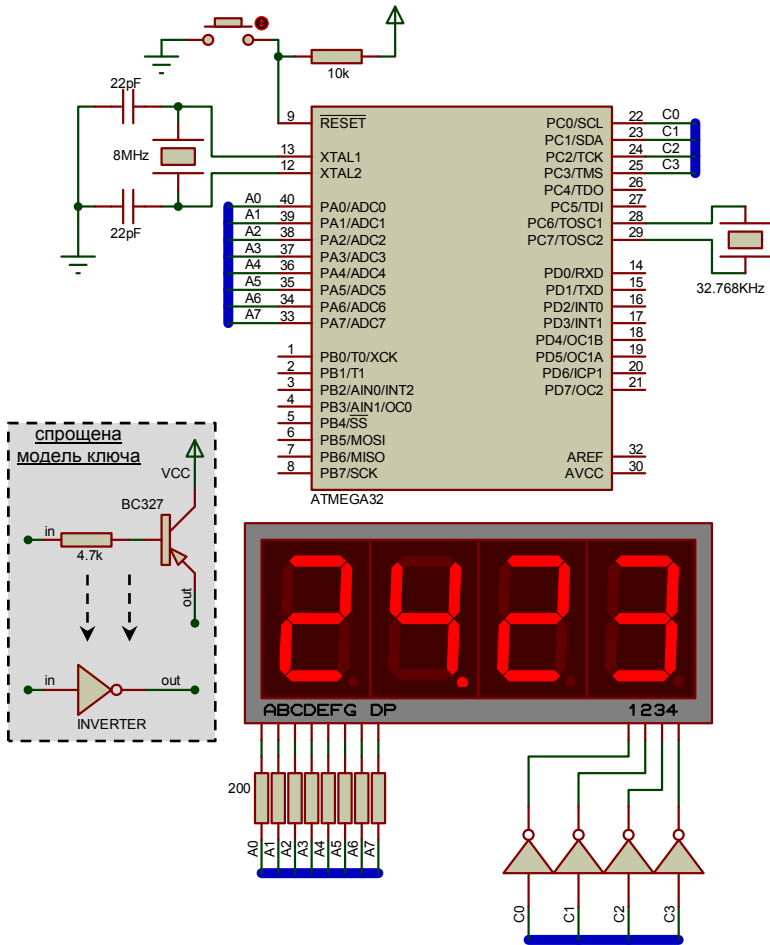 10k
22pF
8MHz
22pF
9 RESET
13 XTAL1
12 XTAL2
A0 40 PA0/ADC0
A1 39 PA1/ADC1
A2 38 PA2/ADC2
A3 37 PA3/ADC3
A4 36 PA4/ADC4
A5 35 PA5/ADC5
A6 34 PA6/ADC6
A7 33 PA7/ADC7
1 PB0/T0/XCK
2 PB1/T1
3 PB2/AIN0/INT2
4 PB3/AIN1/OC0
5 PB4/SS
6 PB5/MOSI
7 PB6/MISO
8 PB7/SCK
PC0/SCL 22 C0
PC1/SDA 23 C1
PC2/TCK 24 C2
PC3/TMS 25 C3
PC4/TDO 26
PC5/TDI 27
PC6/TOSC1 28
PC7/TOSC2 29
PD0/RXD 14
PD1/TXD 15
PD2/INT0 16
PD3/INT1 17
PD4/OC1B 18
PD5/OC1A 19
PD6/ICP1 20
PD7/OC2 21
AREF 32
AVCC 30
ATMEGA32
32.768KHz
спрощена
модель ключа
VCC
BC327
in
4.7k
out
in
out
INVERTER
24.23
ABCDEFG DP
1234
200
A0 A1 A2 A3 A4 A5 A6 A7
C0 C1 C2 C3